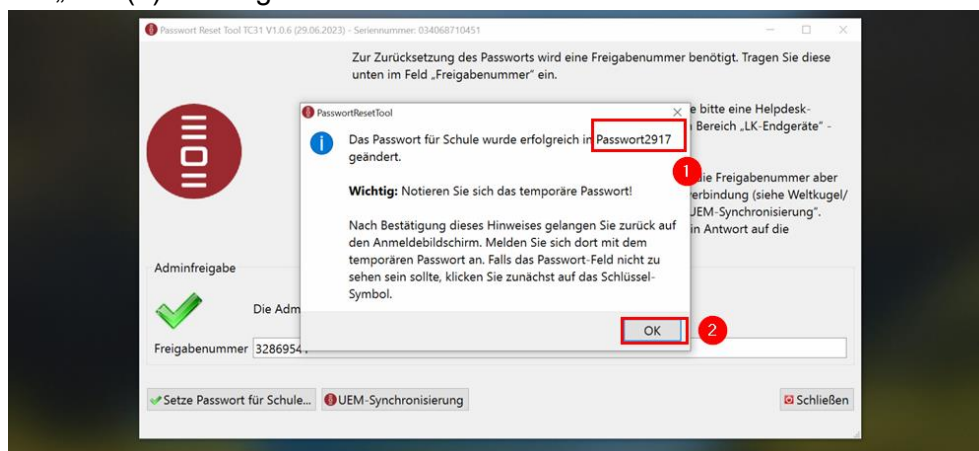 Passwort Reset Tool TC31 V1.0.6 (29.06.2023) - Seriennummer: 034068710451
Zur Zurücksetzung des Passworts wird eine Freigabenummer benötigt. Tragen Sie diese
unten im Feld „Freigabenummer" ein.
e bitte eine Helpdesk-
Bereich „LK-Endgeräte" -
die Freigabenummer aber
erbindung (siehe Weltkugel/
UEM-Synchronisierung".
in Antwort auf die
PasswortResetTool
Das Passwort für Schule wurde erfolgreich in Passwort2917
geändert.
1
Wichtig: Notieren Sie sich das temporäre Passwort!
Nach Bestätigung dieses Hinweises gelangen Sie zurück auf
den Anmeldebildschirm. Melden Sie sich dort mit dem
temporären Passwort an. Falls das Passwort-Feld nicht zu
sehen sein sollte, klicken Sie zunächst auf das Schlüssel-
Symbol.
OK
2
Adminfreigabe
Die Adm
Freigabenummer 3286954
Setze Passwort für Schule...
UEM-Synchronisierung
Schließen